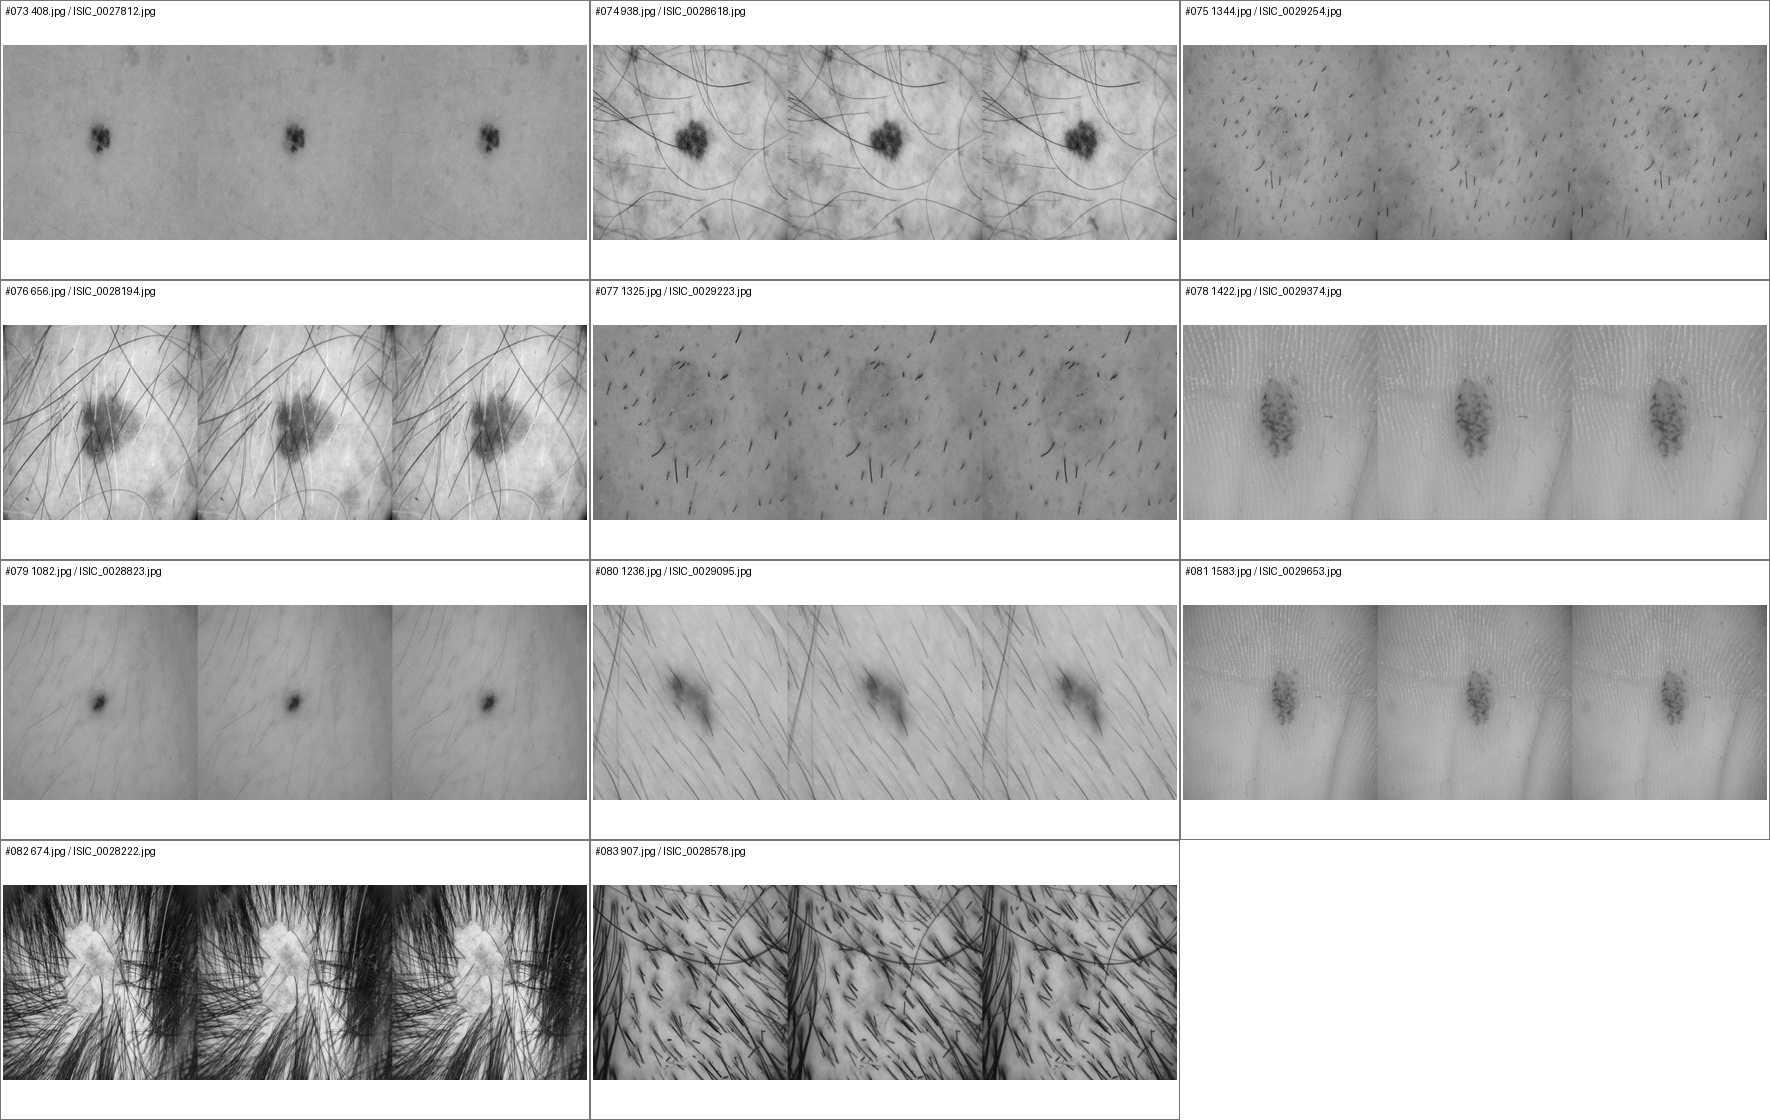 #073 408.jpg / ISIC_0027812.jpg
#074 938.jpg / ISIC_0028618.jpg
#075 1344.jpg / ISIC_0029254.jpg
#076 656.jpg / ISIC_0028194.jpg
#077 1325.jpg / ISIC_0029223.jpg
#078 1422.jpg / ISIC_0029374.jpg
#079 1082.jpg / ISIC_0028823.jpg
#080 1236.jpg / ISIC_0029095.jpg
#081 1583.jpg / ISIC_0029653.jpg
#082 674.jpg / ISIC_0028222.jpg
#083 907.jpg / ISIC_0028578.jpg